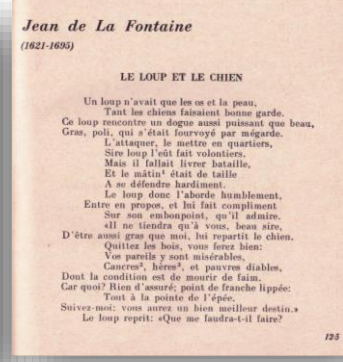 Jean de La Fontaine
(1621-1695)
LE LOUP ET LE CHIEN
Un loup n'avait que les os et la peau,
Tant les chiens faisaient bonne garde.
Ce loup rencontre un dogue aussi puissant que beau,
Gras, poli, qui s'était fourvoyé par mégarde.
L'attaquer, le mettre en quartiers,
Sire loup l'eût fait volontiers.
Mais il fallait livrer bataille,
Et le mâtin¹ était de taille
A se défendre hardiment.
Le loup donc l'aborde humblement,
Entre en propos, et lui fait compliment
Sur son embonpoint, qu'il admire.
«Il ne tiendra qu'à vous, beau sire,
D'être aussi gras que moi, lui repartit le chien.
Quittez les bois, vous ferez bien:
Vos pareils y sont misérables,
Cancres², hères³, et pauvres diables,
Dont la condition est de mourir de faim.
Car quoi? Rien d'assuré; point de franche lippée:
Tout à la pointe de l'épée.
Suivez-moi: vous aurez un bien meilleur destin.»
Le loup reprit: «Que me faudra-t-il faire?
125